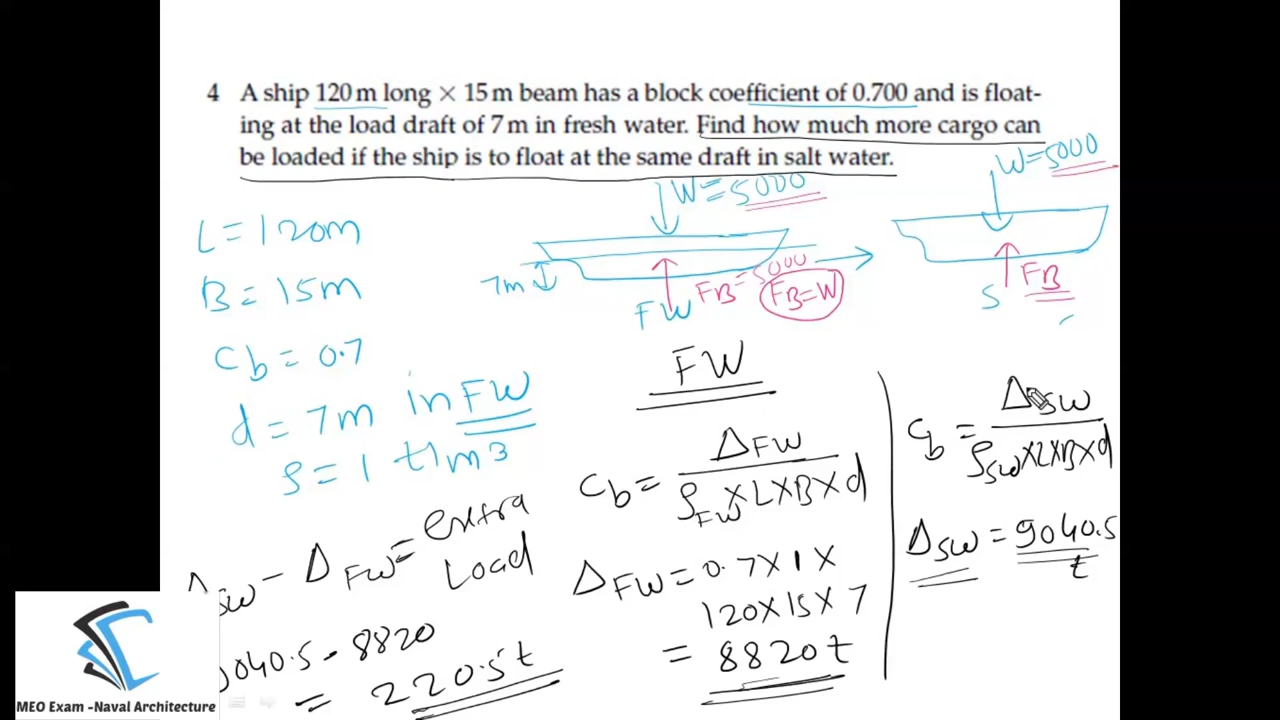 4 A ship 120 m long × 15 m beam has a block coefficient of 0.700 and is float-
ing at the load draft of 7 m in fresh water. Find how much more cargo can
be loaded if the ship is to float at the same draft in salt water.
W=5000
W=5000
L=120m
B=15m
Cb=0.7
d=7m in FW
ρ=1 t/m3
7m
FB=5000
FB=W
FW
FB
S
FW
Cb = ΔFW
ρFW×L×B×d
ΔFW=0.7×1×
120×15×7
= 8820t
Cb = ΔSW
ρSW×L×B×d
ΔSW = 9040.5
t
ΔSW - ΔFW = extra
Load
9040.5 - 8820
= 220.5t
MEO Exam -Naval Architecture